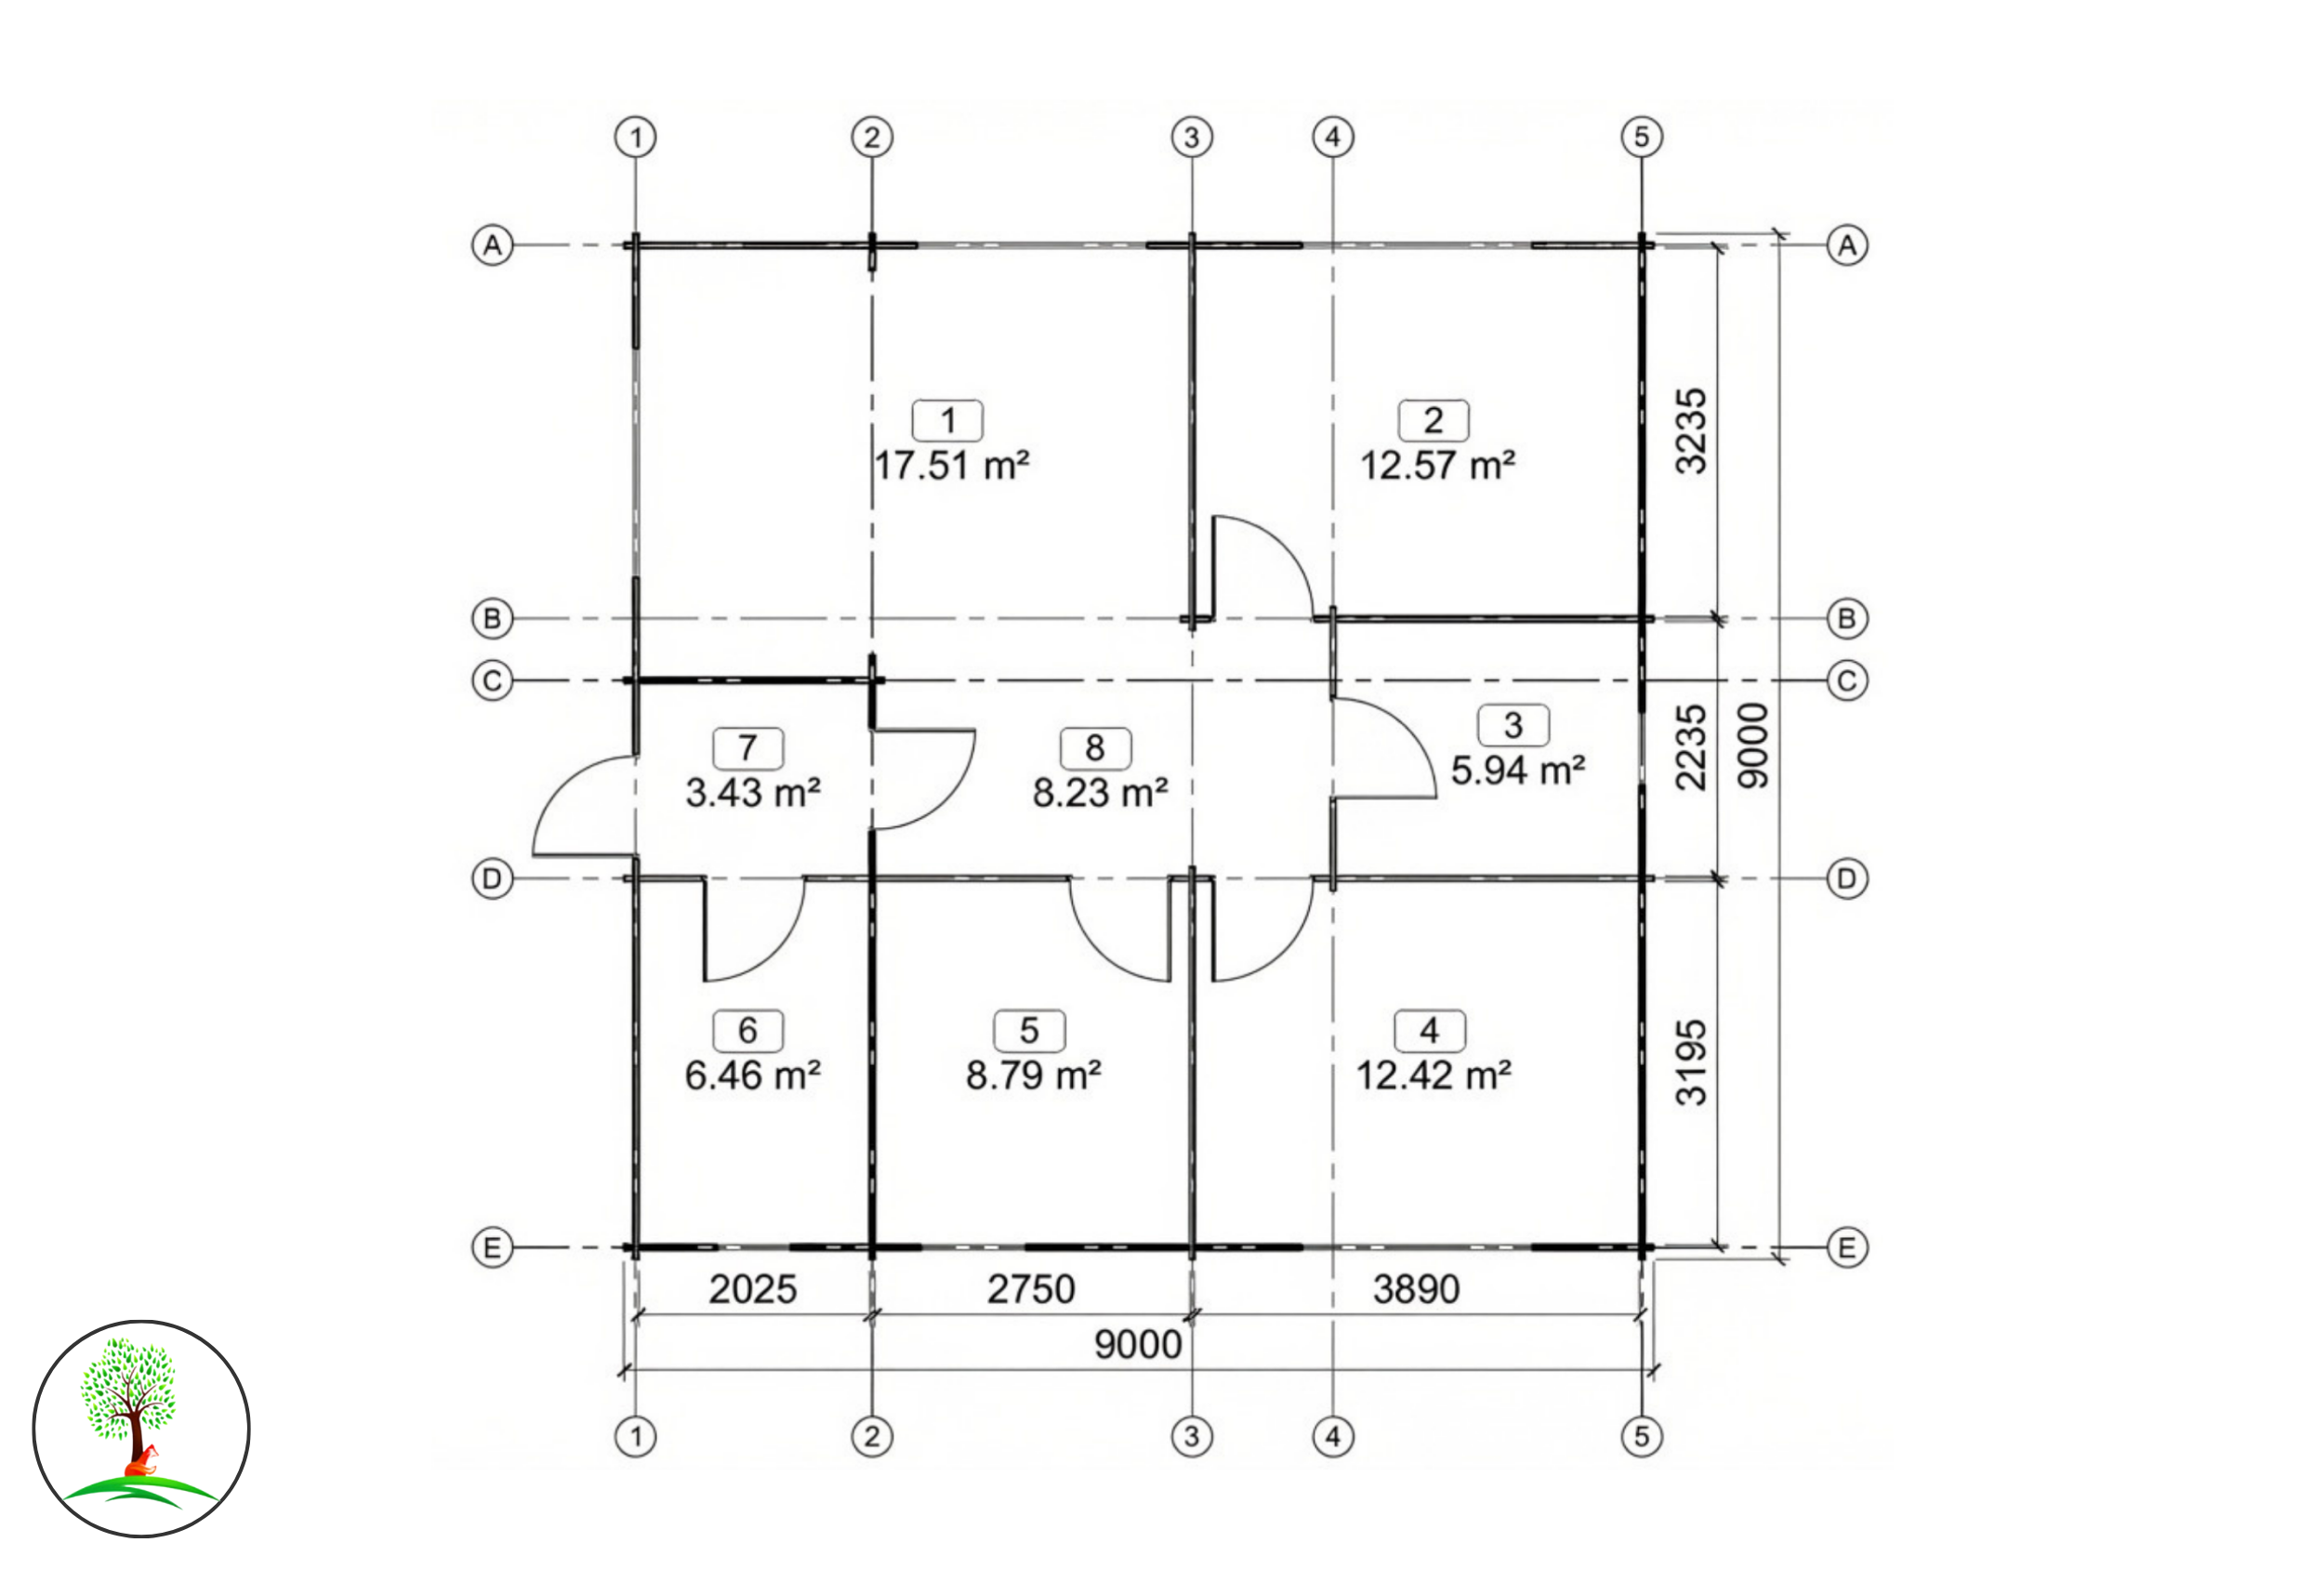 1 2 3 4 5
A A
1 2
17.51 m² 12.57 m²
3235
B B
C C
7 8 3
3.43 m² 8.23 m² 5.94 m²
2235
9000
D D
6 5 4
6.46 m² 8.79 m² 12.42 m²
3195
E E
2025 2750 3890
9000
1 2 3 4 5